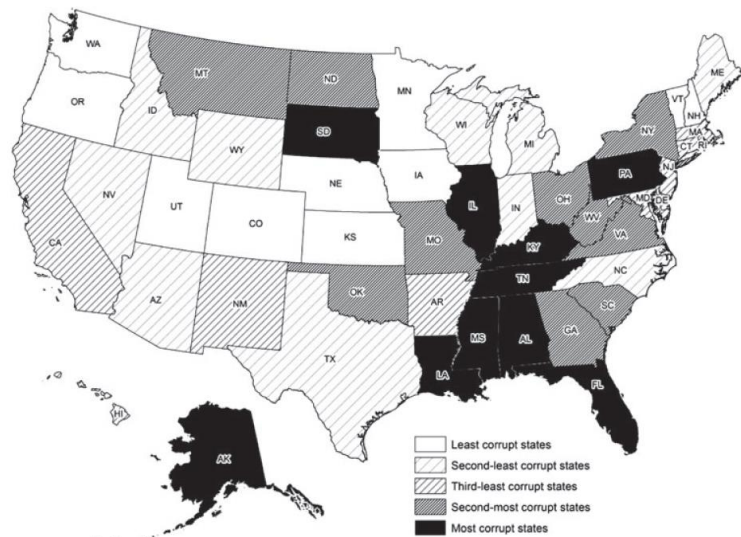 WA
MT
ND
MN
ME
VT
NH
OR
ID
SD
WI
NY
MA
CT
RI
WY
MI
IA
NE
PA
NJ
NV
UT
CO
IL
IN
OH
MD
DE
WV
VA
CA
KS
MO
KY
NC
TN
AZ
NM
OK
AR
SC
MS
AL
GA
TX
LA
FL
HI
AK
Least corrupt states
Second-least corrupt states
Third-least corrupt states
Second-most corrupt states
Most corrupt states